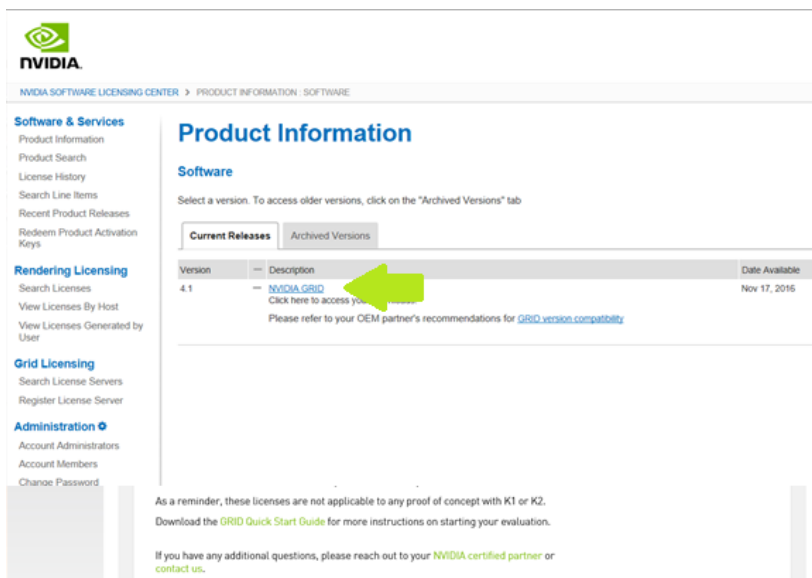 NVIDIA.
NVIDIA SOFTWARE LICENSING CENTER > PRODUCT INFORMATION : SOFTWARE
Software & Services
Product Information
Product Search
License History
Search Line Items
Recent Product Releases
Redeem Product Activation
Keys
Rendering Licensing
Search Licenses
View Licenses By Host
View Licenses Generated by
User
Grid Licensing
Search License Servers
Register License Server
Administration
Account Administrators
Account Members
Change Password
Product Information
Software
Select a version. To access older versions, click on the "Archived Versions" tab
Current Releases Archived Versions
Version — Description Date Available
4.1 — NVIDIA GRID Nov 17, 2016
Click here to access
Please refer to your OEM partner's recommendations for GRID version compatibility
As a reminder, these licenses are not applicable to any proof of concept with K1 or K2.
Download the GRID Quick Start Guide for more instructions on starting your evaluation.
If you have any additional questions, please reach out to your NVIDIA certified partner or
contact us.